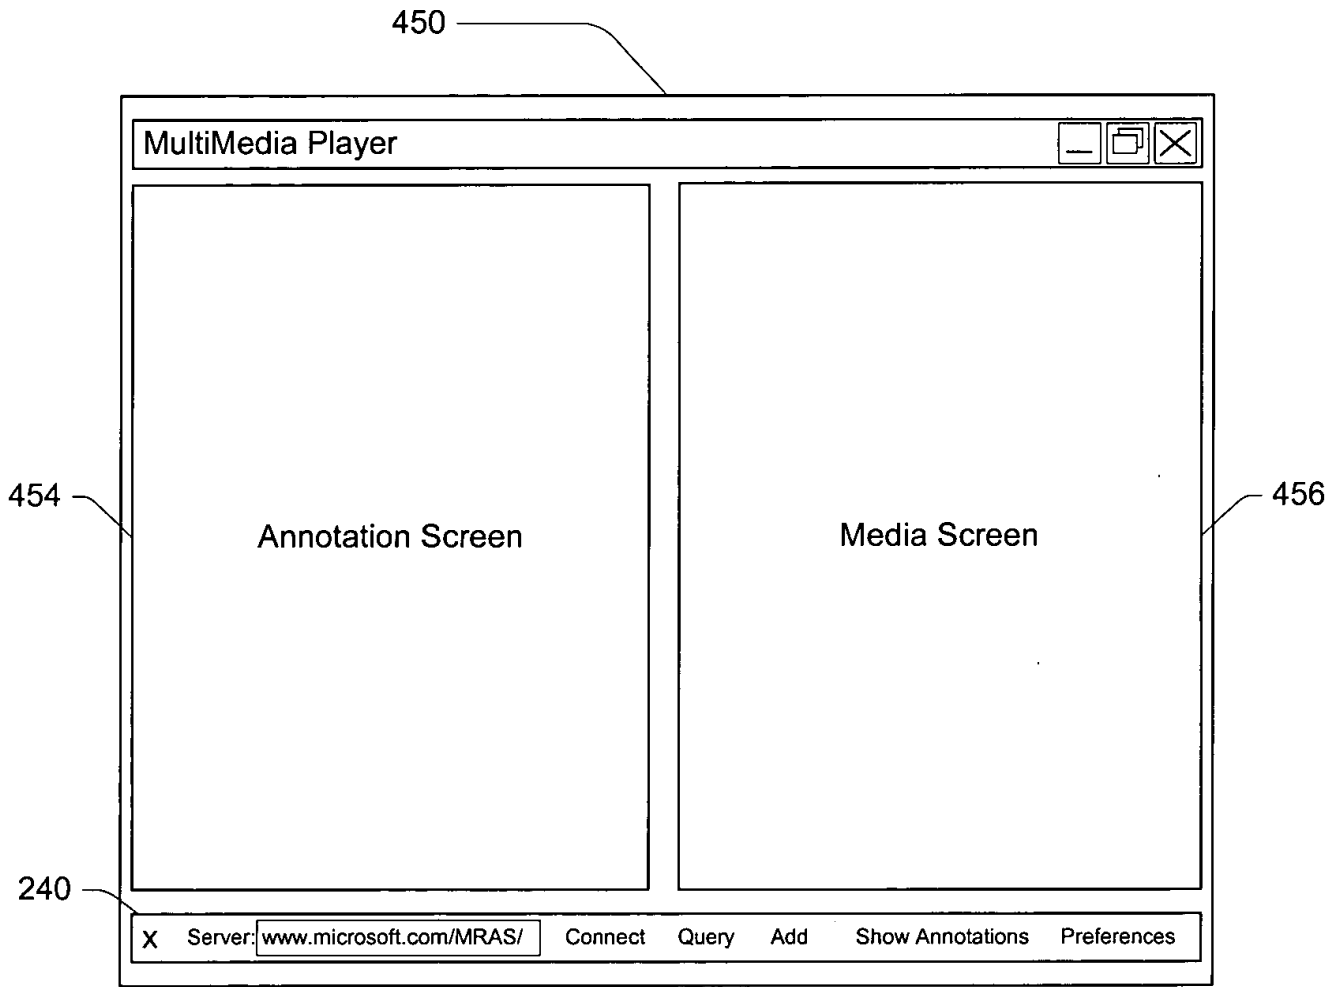 450
MultiMedia Player
454
Annotation Screen
Media Screen
456
240
X Server: www.microsoft.com/MRAS/ Connect Query Add Show Annotations Preferences